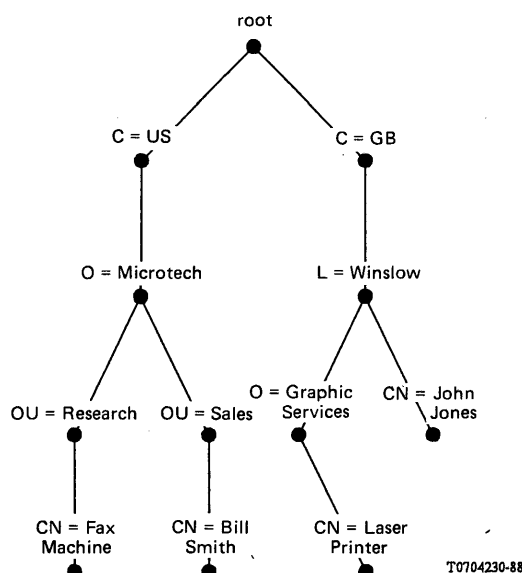 root
C = US
C = GB
O = Microtech
L = Winslow
OU = Research
OU = Sales
O = Graphic
Services
CN = John
Jones
CN = Fax
Machine
CN = Bill
Smith
CN = Laser
Printer
T0704230-88